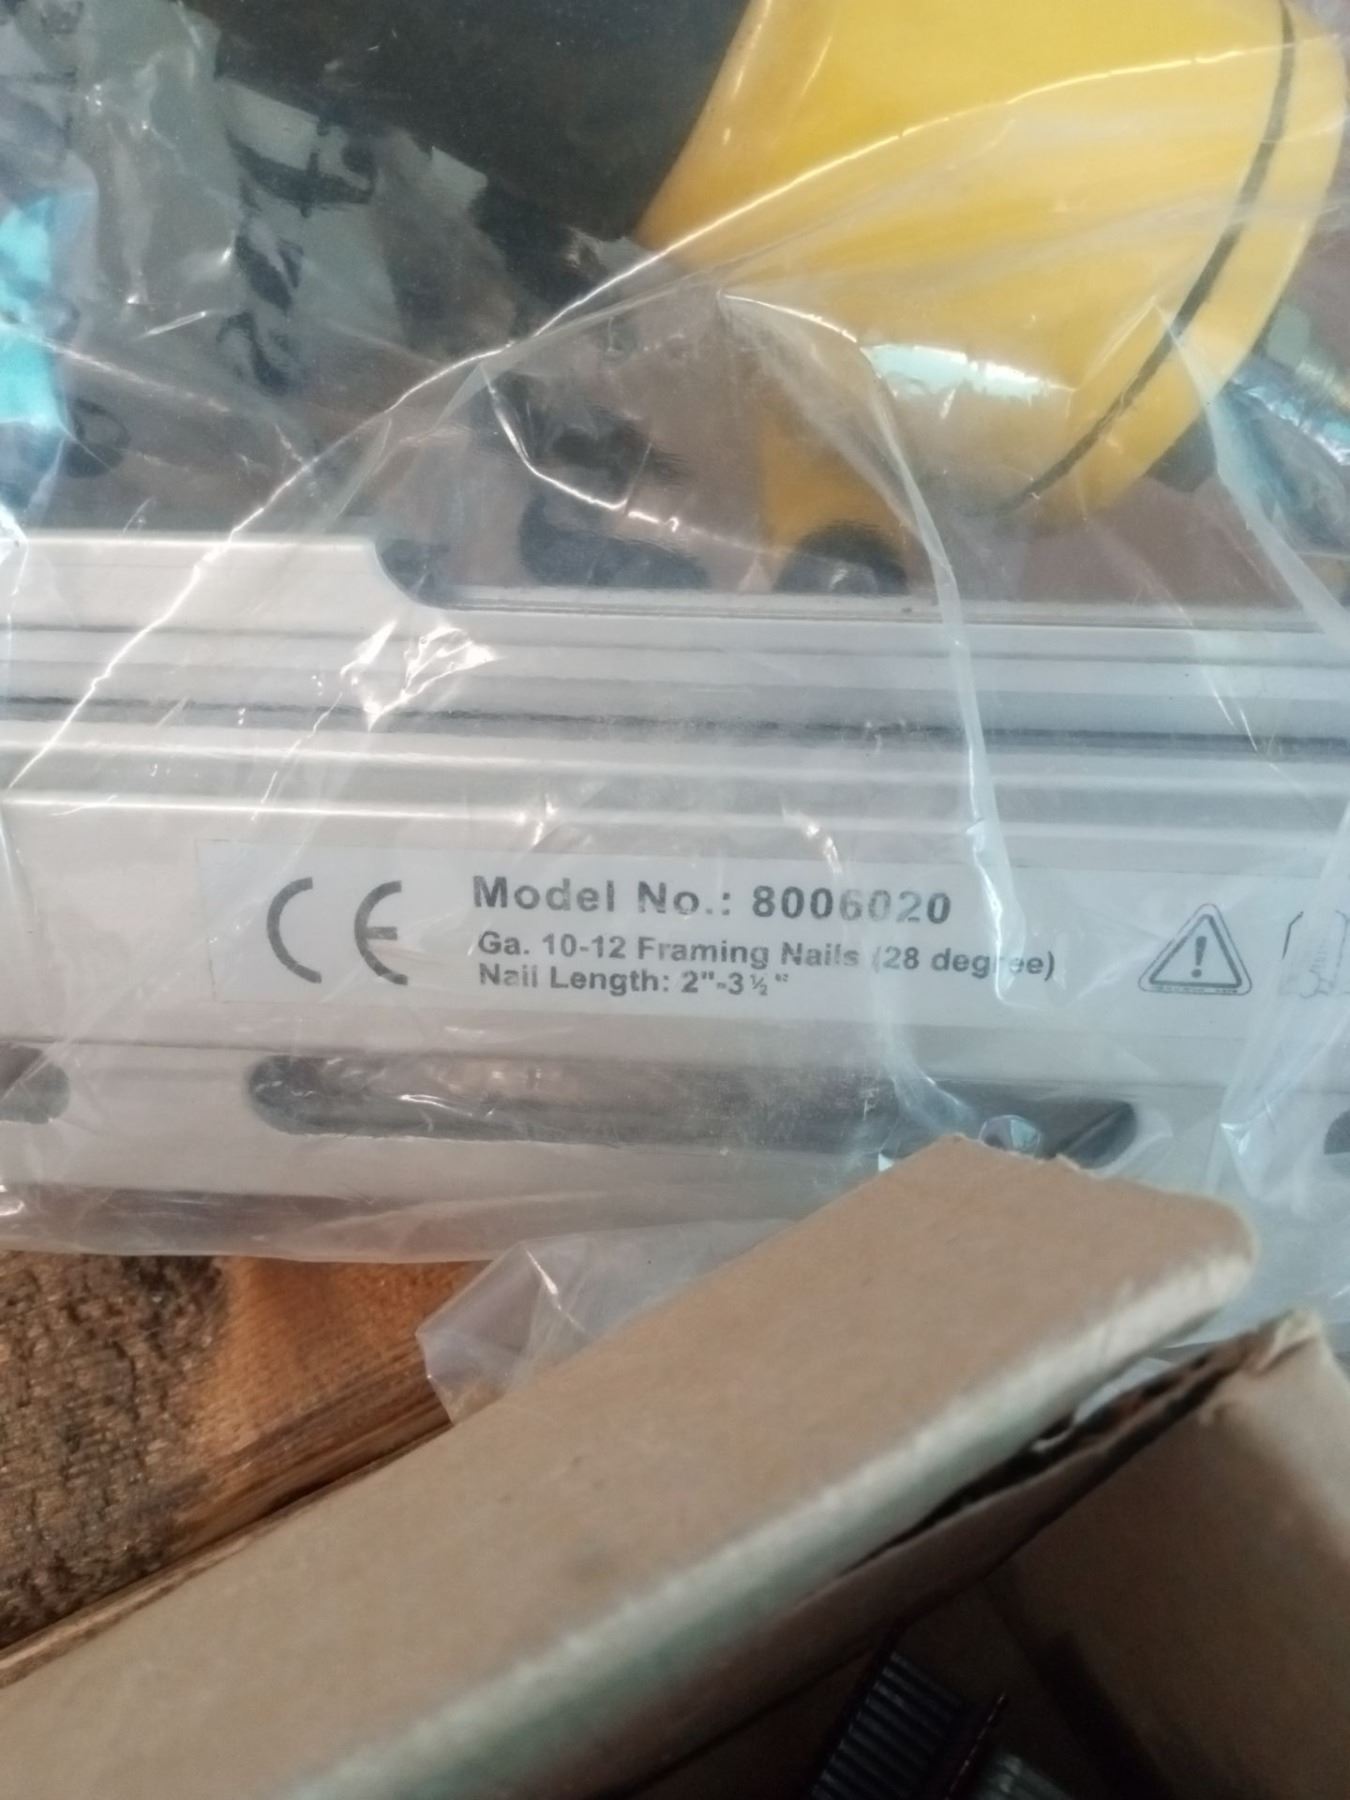 CE
Model No.: 8006020
Ga. 10-12 Framing Nails (28 degree)
Nail Length: 2"-3½"